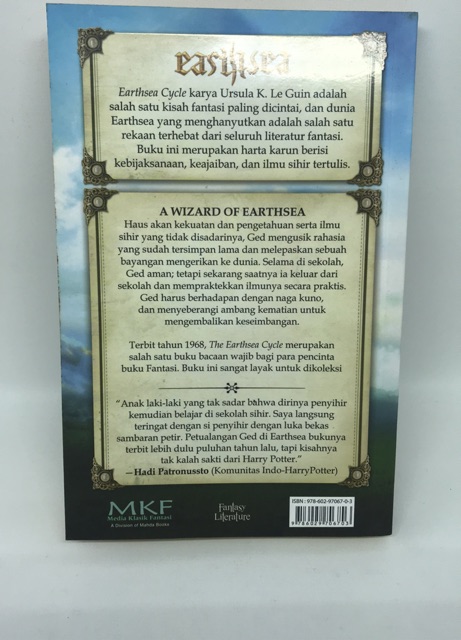 earthsea
Earthsea Cycle karya Ursula K. Le Guin adalah
salah satu kisah fantasi paling dicintai, dan dunia
Earthsea yang menghanyutkan adalah salah satu
rekaan terhebat dari seluruh literatur fantasi.
Buku ini merupakan harta karun berisi
kebijaksanaan, keajaiban, dan ilmu sihir tertulis.
A WIZARD OF EARTHSEA
Haus akan kekuatan dan pengetahuan serta ilmu
sihir yang tidak disadarinya, Ged mengusik rahasia
yang sudah tersimpan lama dan melepaskan sebuah
bayangan mengerikan ke dunia. Selama di sekolah,
Ged aman; tetapi sekarang saatnya ia keluar dari
sekolah dan mempraktekkan ilmunya secara praktis.
Ged harus berhadapan dengan naga kuno,
dan menyeberangi ambang kematian untuk
mengembalikan keseimbangan.
Terbit tahun 1968, The Earthsea Cycle merupakan
salah satu buku bacaan wajib bagi para pencinta
buku Fantasi. Buku ini sangat layak untuk dikoleksi
“Anak laki-laki yang tak sadar bahwa dirinya penyihir
kemudian belajar di sekolah sihir. Saya langsung
teringat dengan si penyihir dengan luka bekas
sambaran petir. Petualangan Ged di Earthsea bukunya
terbit lebih dulu puluhan tahun lalu, tapi kisahnya
tak kalah sakti dari Harry Potter.”
—Hadi Patronussto (Komunitas Indo-HarryPotter)
MKF
Media Klasik Fantasi
A Division of Mahda Books
Fantasy
Literature
ISBN : 978-602-97067-0-3
9 786029 706703